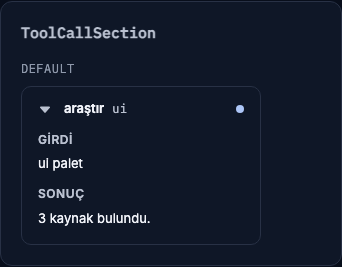 ToolCallSection
DEFAULT
araştır ui
GİRDİ
ui palet
SONUÇ
3 kaynak bulundu.